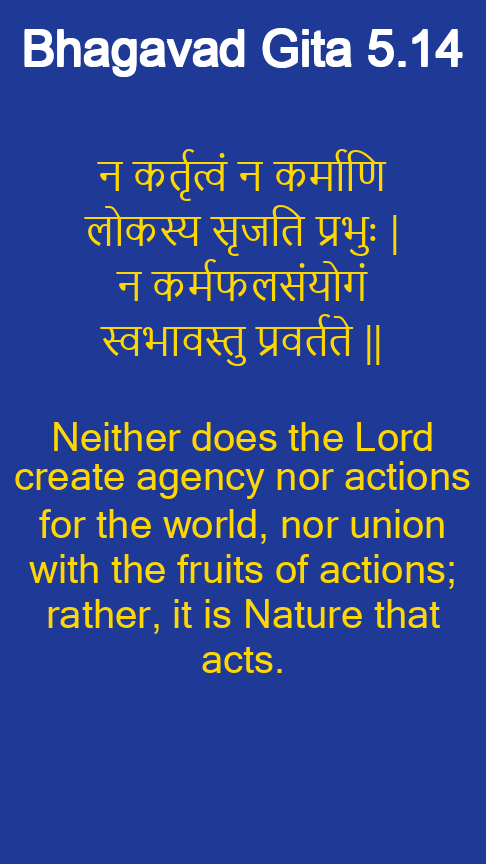 Bhagavad Gita 5.14
न कर्तृत्वं न कर्माणि
लोकस्य सृजति प्रभुः |
न कर्मफलसंयोगं
स्वभावस्तु प्रवर्तते ||
Neither does the Lord
create agency nor actions
for the world, nor union
with the fruits of actions;
rather, it is Nature that
acts.